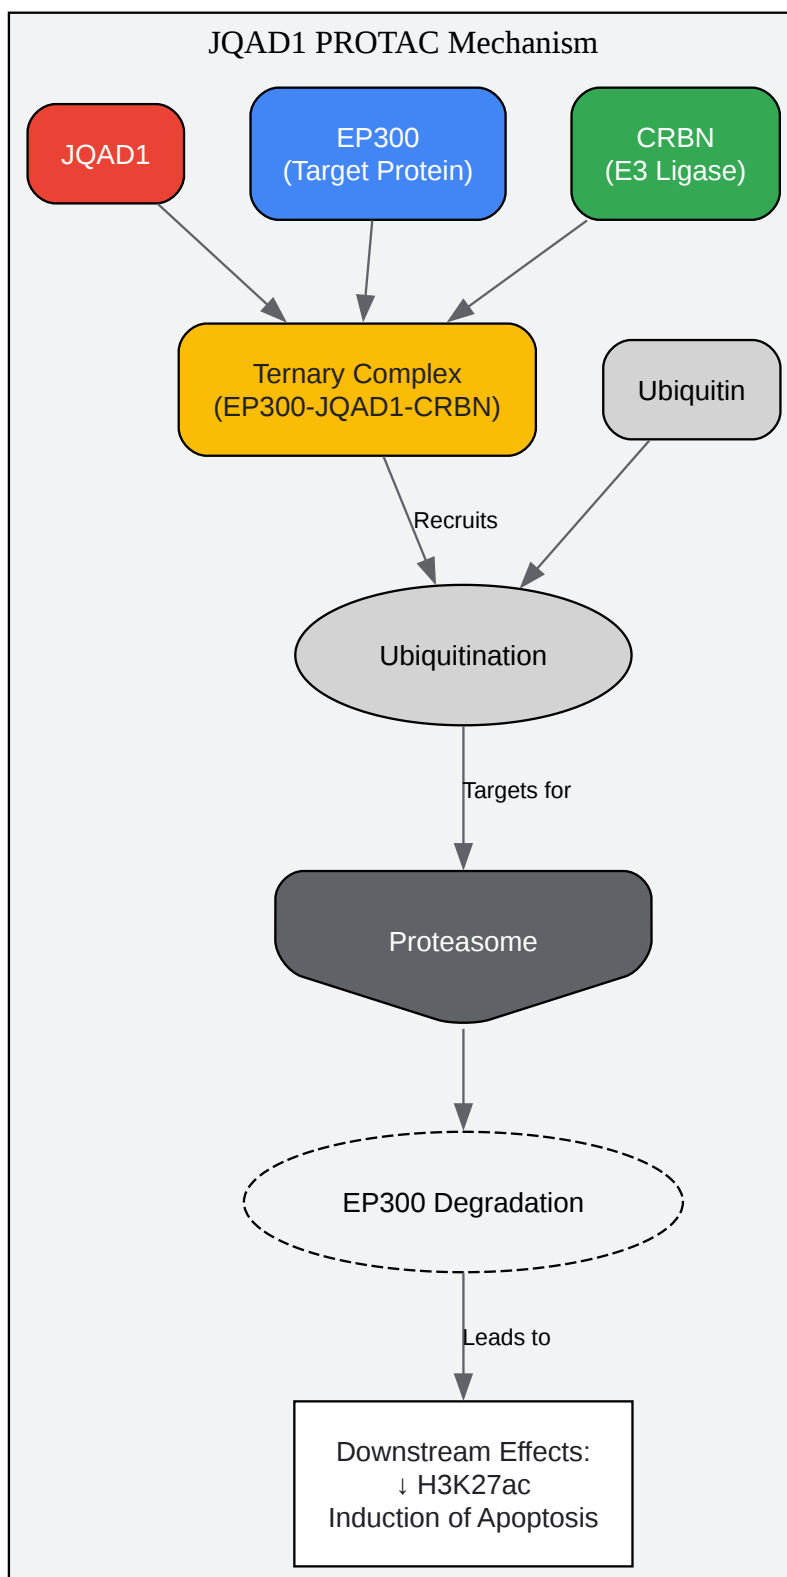 JQAD1 PROTAC Mechanism
JQAD1
EP300
(Target Protein)
CRBN
(E3 Ligase)
Ternary Complex
(EP300-JQAD1-CRBN)
Ubiquitin
Recruits
Ubiquitination
Targets for
Proteasome
EP300 Degradation
Leads to
Downstream Effects:
↓ H3K27ac
Induction of Apoptosis